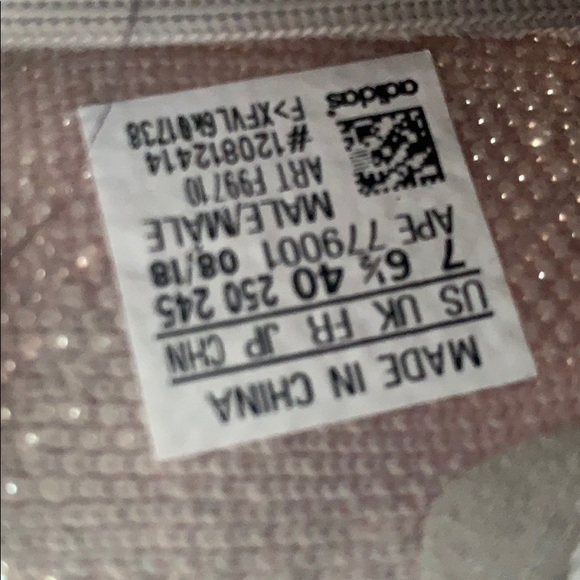 MADE IN CHINA
US UK FR JP CHN
7 6½ 40 250 245
APE 779001 08/18
MALE/MALE
ART F99710
#120812414
F>XFVL6R01738
adidas